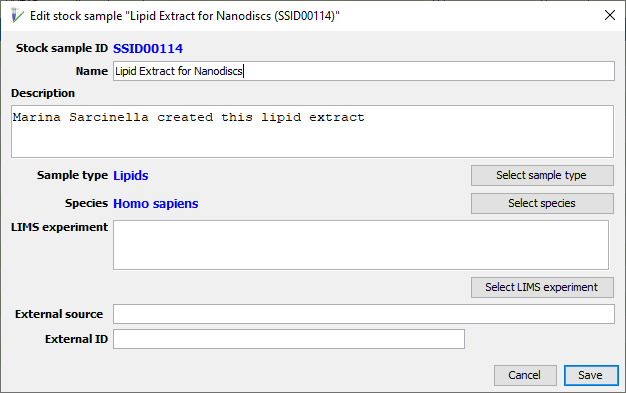 Edit stock sample "Lipid Extract for Nanodiscs (SSID00114)"
Stock sample ID SSID00114
Name Lipid Extract for Nanodiscs
Description
Marina Sarcinella created this lipid extract
Sample type Lipids Select sample type
Species Homo sapiens Select species
LIMS experiment
Select LIMS experiment
External source
External ID
Cancel Save